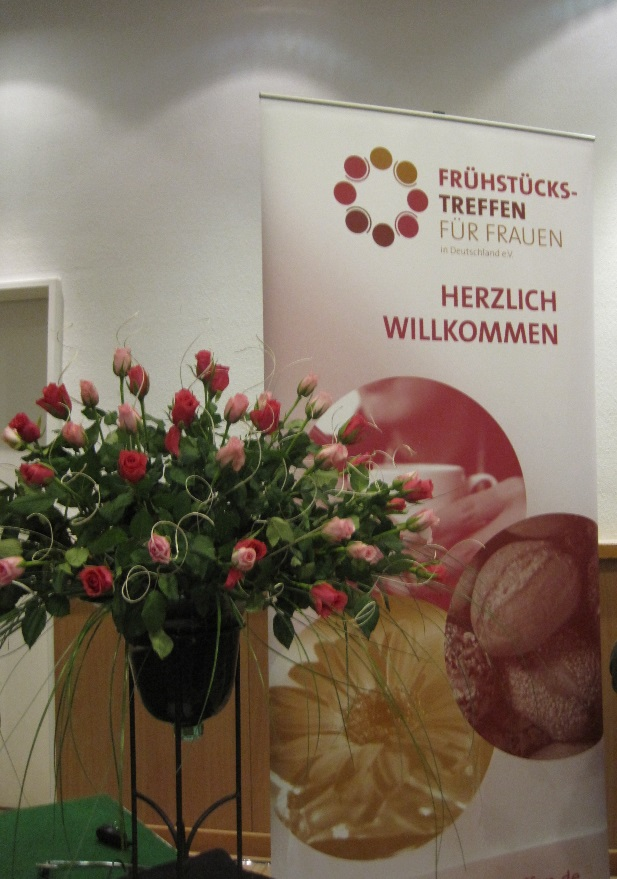 FRÜHSTÜCKS-
TREFFEN
FÜR FRAUEN
in Deutschland e.V.
HERZLICH
WILLKOMMEN